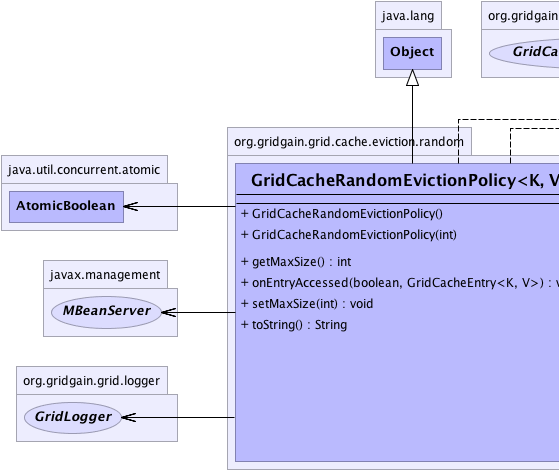 java.lang
org.gridgain
Object
GridCa
org.gridgain.grid.cache.eviction.random
java.util.concurrent.atomic
GridCacheRandomEvictionPolicy<K, V
AtomicBoolean
+ GridCacheRandomEvictionPolicy()
+ GridCacheRandomEvictionPolicy(int)
+ getMaxSize() : int
javax.management
+ onEntryAccessed(boolean, GridCacheEntry<K, V>) : v
+ setMaxSize(int) : void
MBeanServer
+ toString() : String
org.gridgain.grid.logger
GridLogger